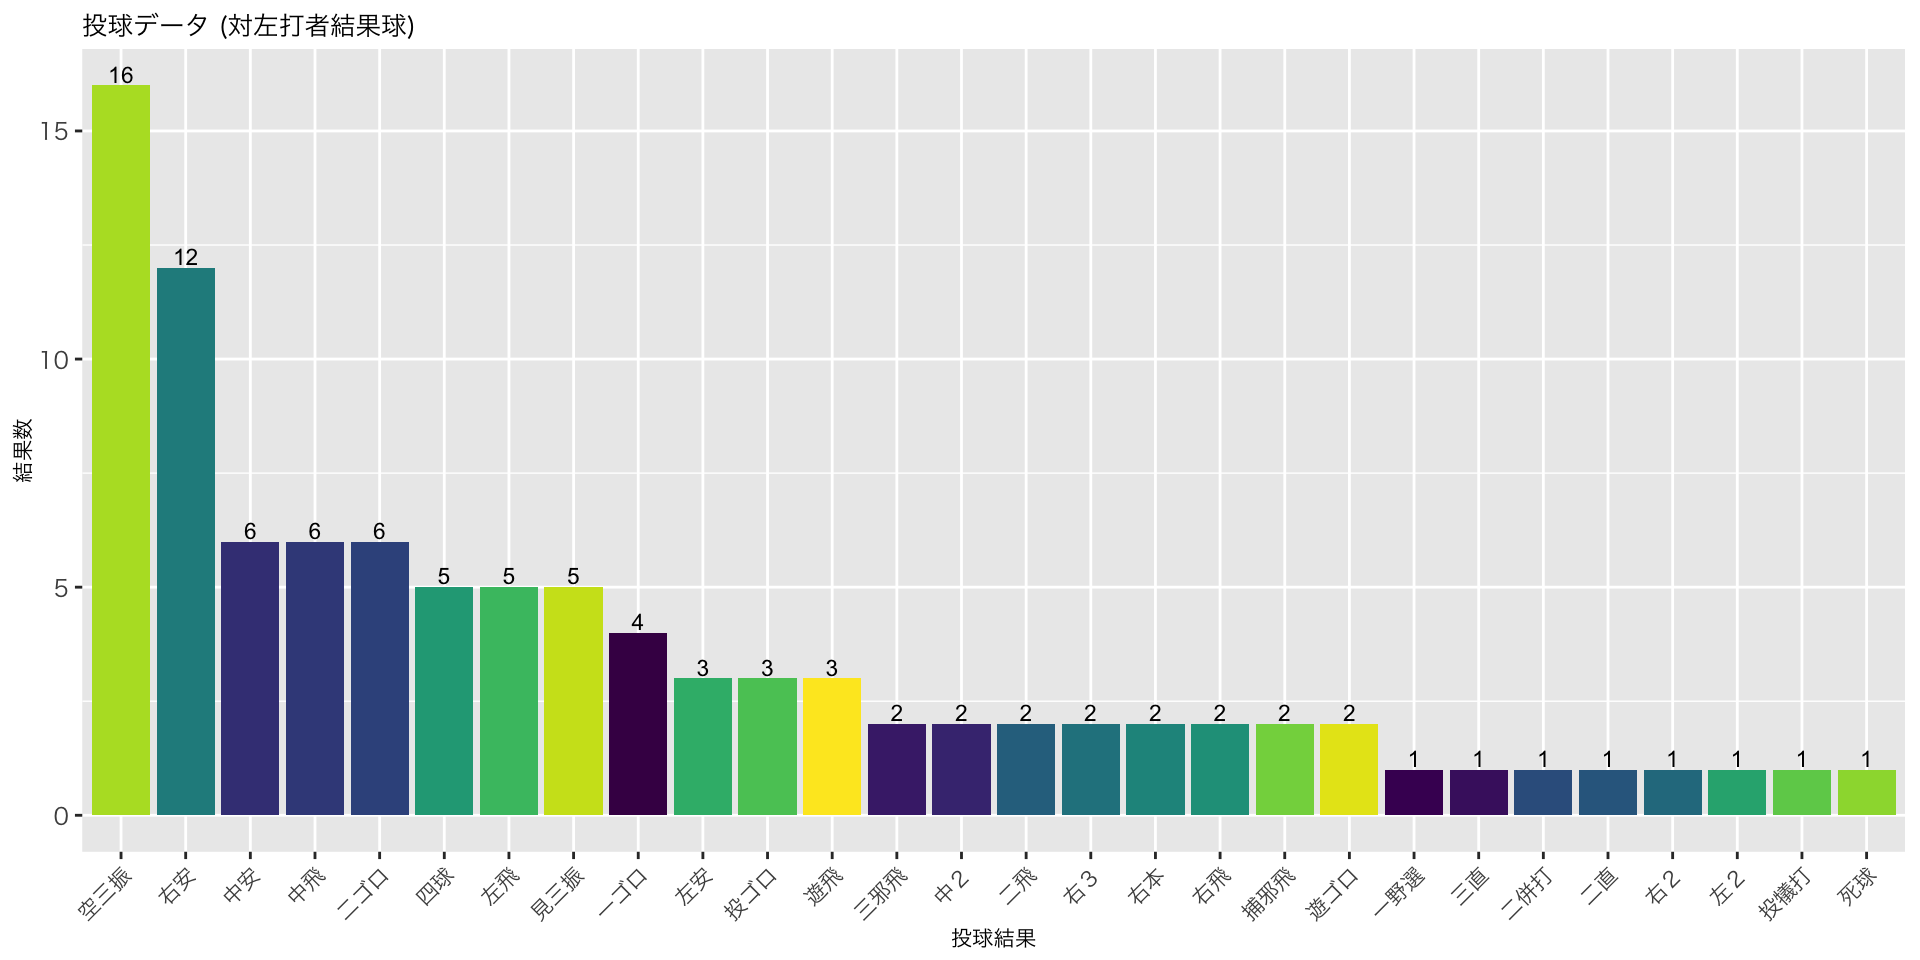 投球データ (対左打者結果球)
結果数
15
10
5
0
16
12
6
6
6
5
5
5
4
3
3
3
2
2
2
2
2
2
2
2
1
1
1
1
1
1
1
1
空三振
右安
中安
中飛
二ゴロ
四球
左飛
見三振
一ゴロ
左安
投ゴロ
遊飛
三邪飛
中２
二飛
右３
右本
右飛
捕邪飛
遊ゴロ
一野選
三直
二併打
二直
右２
左２
投犠打
死球
投球結果